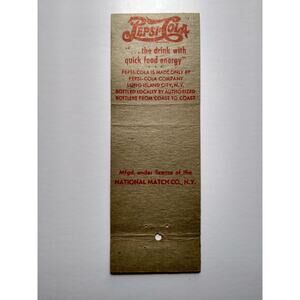 PEPSI-COLA
"... the drink with
quick food energy"
PEPSI-COLA IS MADE ONLY BY
PEPSI-COLA COMPANY
LONG ISLAND CITY, N. Y.
BOTTLED LOCALLY BY AUTHORIZED
BOTTLERS FROM COAST TO COAST
Mfgd. under license of the
NATIONAL MATCH CO., N.Y.